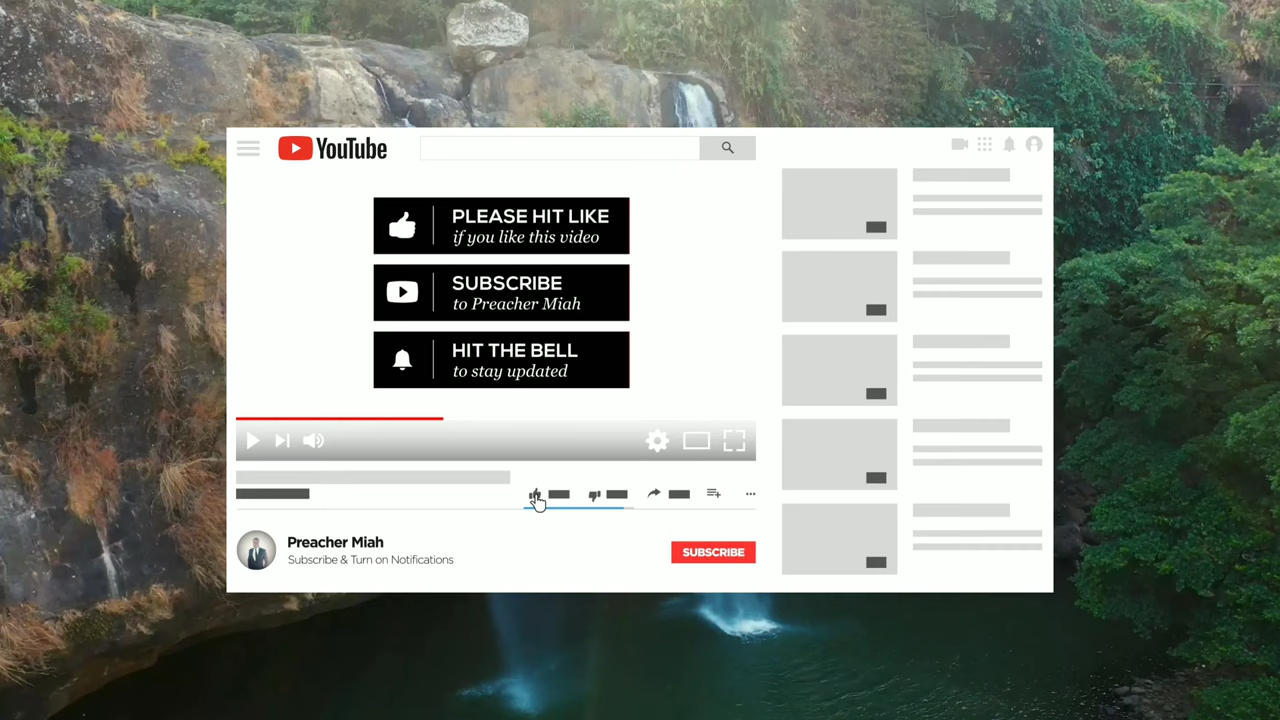 YouTube
PLEASE HIT LIKE
if you like this video
SUBSCRIBE
to Preacher Miah
HIT THE BELL
to stay updated
Preacher Miah
Subscribe & Turn on Notifications
SUBSCRIBE